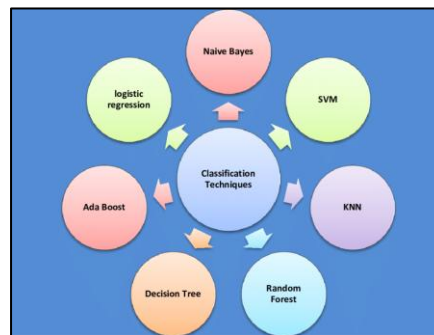 Naive Bayes
logistic
regression
SVM
Classification
Techniques
Ada Boost
KNN
Decision Tree
Random
Forest